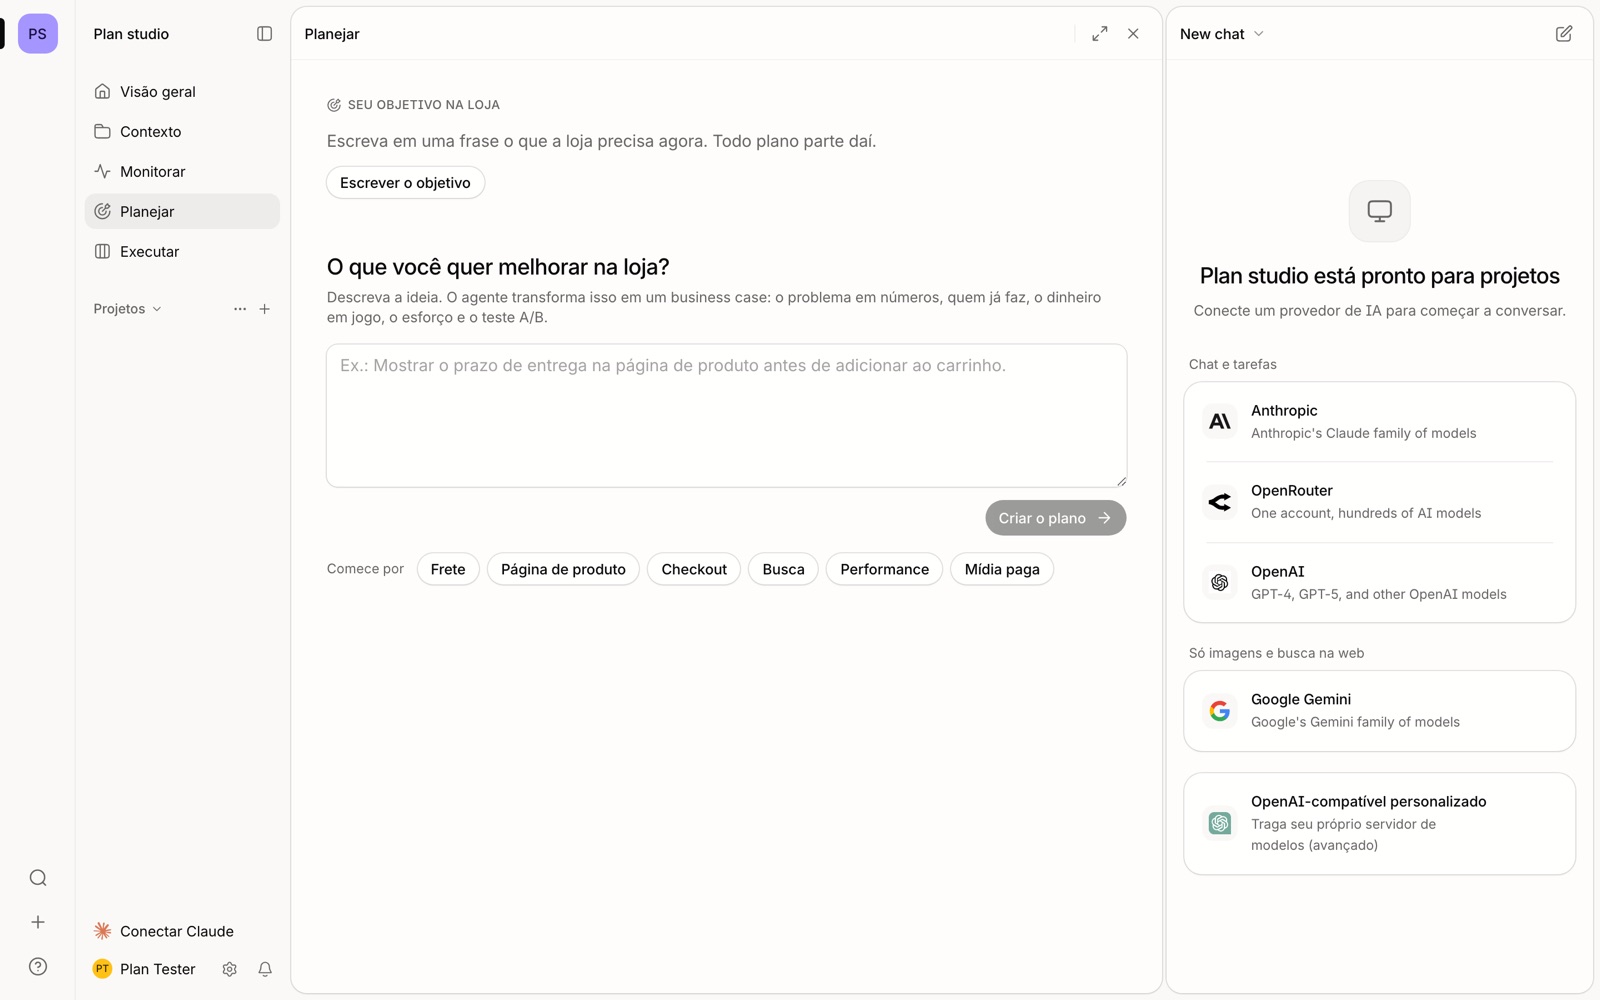 PS
Plan studio
Visão geral
Contexto
Monitorar
Planejar
Executar
Projetos
Conectar Claude
PT
Plan Tester
Planejar
SEU OBJETIVO NA LOJA
Escreva em uma frase o que a loja precisa agora. Todo plano parte daí.
Escrever o objetivo
O que você quer melhorar na loja?
Descreva a ideia. O agente transforma isso em um business case: o problema em números, quem já faz, o dinheiro
em jogo, o esforço e o teste A/B.
Ex.: Mostrar o prazo de entrega na página de produto antes de adicionar ao carrinho.
Criar o plano
Comece por
Frete
Página de produto
Checkout
Busca
Performance
Mídia paga
New chat
Plan studio está pronto para projetos
Conecte um provedor de IA para começar a conversar.
Chat e tarefas
Anthropic
Anthropic's Claude family of models
OpenRouter
One account, hundreds of AI models
OpenAI
GPT-4, GPT-5, and other OpenAI models
Só imagens e busca na web
Google Gemini
Google's Gemini family of models
OpenAI-compatível personalizado
Traga seu próprio servidor de
modelos (avançado)